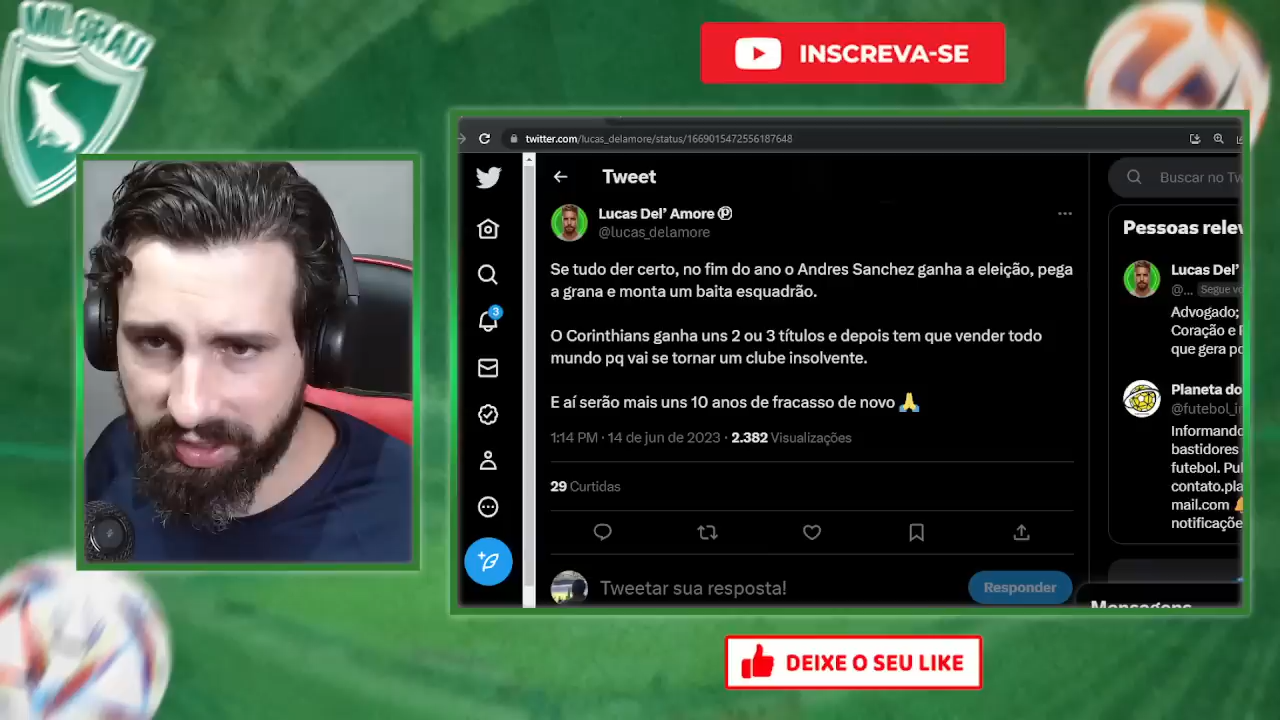 MIL GRAU
INSCREVA-SE
twitter.com/lucas_delamore/status/1669015472556187648
Tweet
Buscar no Tw
Lucas Del’ Amore
@lucas_delamore
Se tudo der certo, no fim do ano o Andres Sanchez ganha a eleição, pega
a grana e monta um baita esquadrão.
O Corinthians ganha uns 2 ou 3 títulos e depois tem que vender todo
mundo pq vai se tornar um clube insolvente.
E aí serão mais uns 10 anos de fracasso de novo 🙏
1:14 PM · 14 de jun de 2023 · 2.382 Visualizações
29 Curtidas
Tweetar sua resposta!
Responder
3
Pessoas relev
Lucas Del’
@... Segue vo
Advogado;
Coração e F
que gera po
Planeta do
@futebol_i
Informando
bastidores
futebol. Pul
contato.pla
mail.com
notificaçõe
Mensagens
DEIXE O SEU LIKE